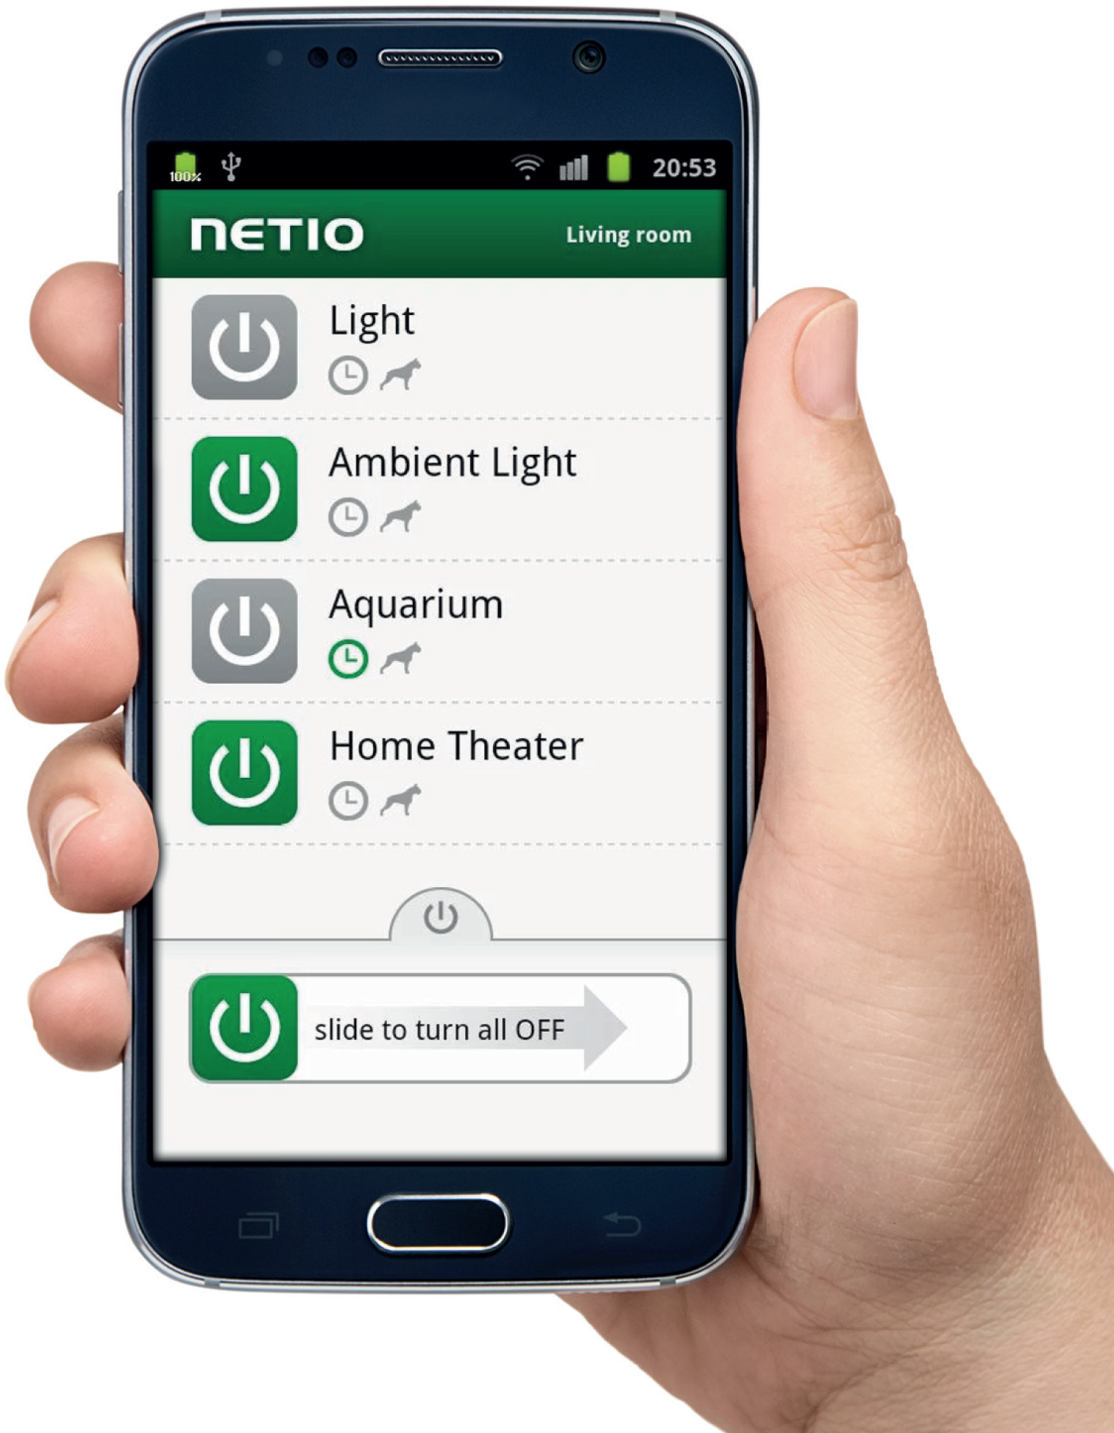 100%
20:53
NETIO
Living room
Light
Ambient Light
Aquarium
Home Theater
slide to turn all OFF